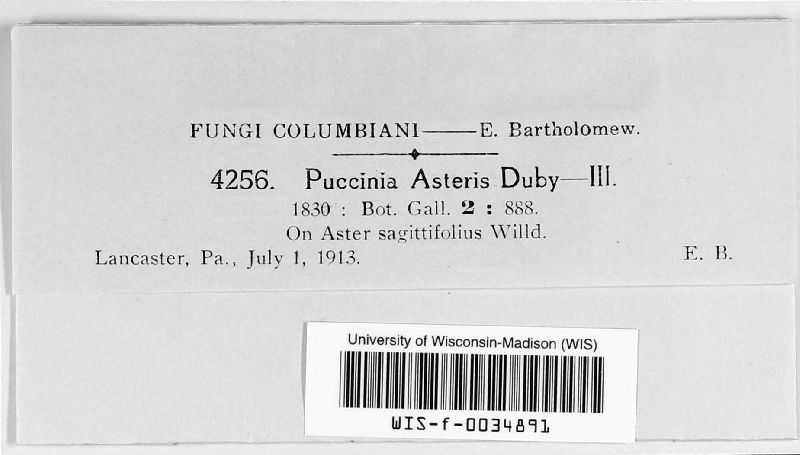 FUNGI COLUMBIANI——E. Bartholomew.
4256. Puccinia Asteris Duby—III.
1830 : Bot. Gall. 2 : 888.
On Aster sagittifolius Willd.
Lancaster, Pa., July 1, 1913. E. B.
University of Wisconsin-Madison (WIS)
WIS-f-0034891